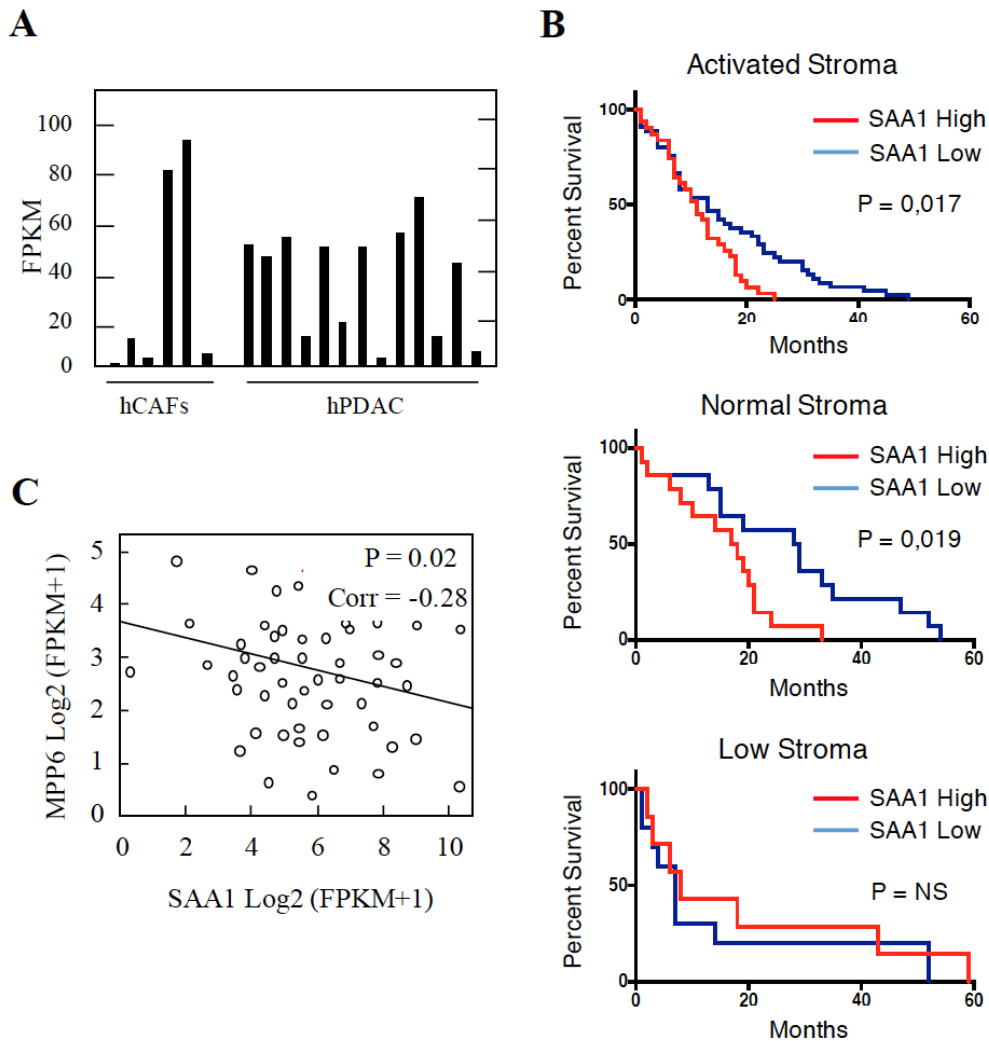 A
FPKM
100
80
60
40
20
0
hCAFs
hPDAC
B
Activated Stroma
Percent Survival
100
50
0
SAA1 High
SAA1 Low
P = 0,017
0 20 40 60
Months
Normal Stroma
Percent Survival
100
50
0
SAA1 High
SAA1 Low
P = 0,019
0 20 40 60
Months
Low Stroma
Percent Survival
100
50
0
SAA1 High
SAA1 Low
P = NS
0 20 40 60
Months
C
MPP6 Log2 (FPKM+1)
5
4
3
2
1
0
P = 0.02
Corr = -0.28
0 2 4 6 8 10
SAA1 Log2 (FPKM+1)